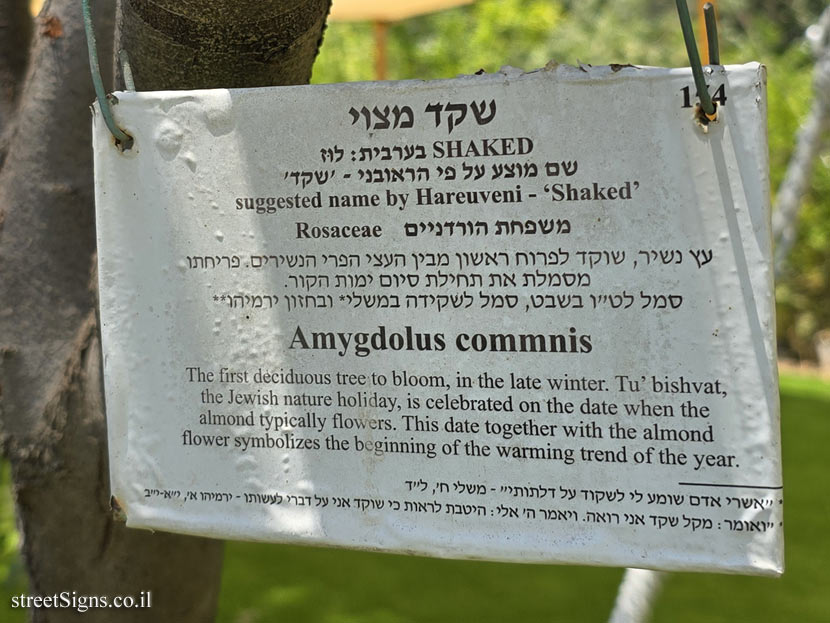 שקד מצוי
SHAKED בערבית: לוז
שם מוצע על פי הראובני - 'שקד'
suggested name by Hareuveni - ‘Shaked’
Rosaceae משפחת הורדניים
עץ נשיר, שוקד לפרוח ראשון מבין העצי הפרי הנשירים. פריחתו
מסמלת את תחילת סיום ימות הקור.
סמל לט״ו בשבט, סמל לשקידה במשלי* ובחזון ירמיהו**
Amygdolus commnis
The first deciduous tree to bloom, in the late winter. Tu’ bishvat,
the Jewish nature holiday, is celebrated on the date when the
almond typically flowers. This date together with the almond
flower symbolizes the beginning of the warming trend of the year.
* ״אשרי אדם שומע לי לשקוד על דלתותי״ - משלי ח', ל״ד
* ״ואומר: מקל שקד אני רואה. ויאמר ה' אלי: היטבת לראות כי שוקד אני על דברי לעשותו - ירמיהו א', י״א-י״ב
streetSigns.co.il